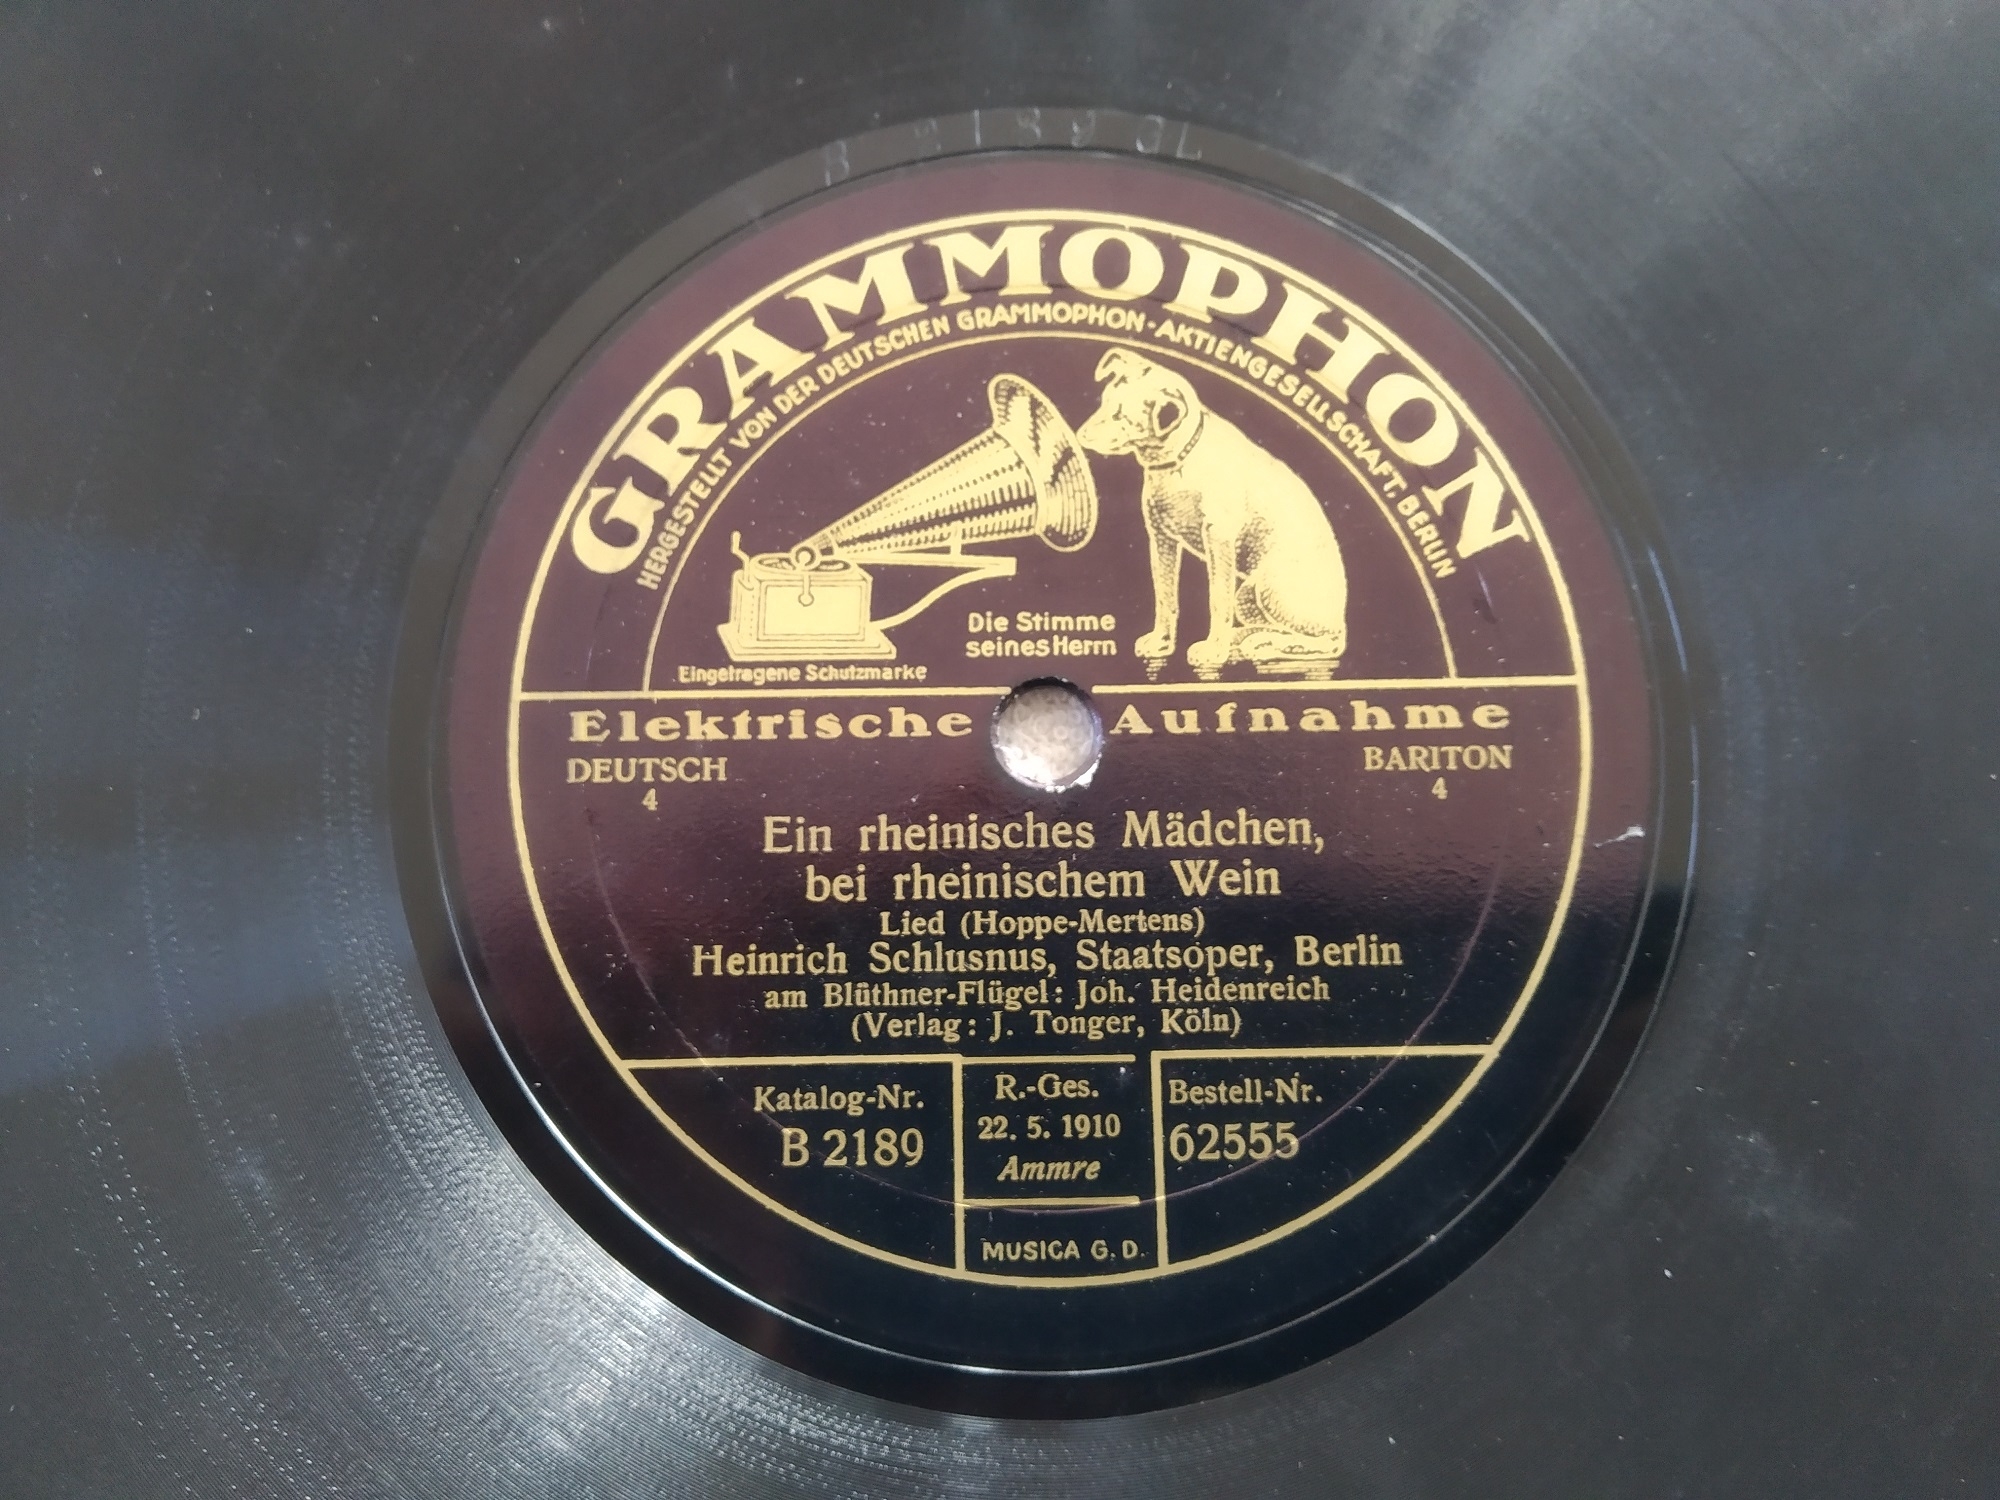 B 2189 GL
GRAMMOPHON
HERGESTELLT VON DER DEUTSCHEN GRAMMOPHON-AKTIENGESELLSCHAFT, BERLIN
Die Stimme
seines Herrn
Eingetragene Schutzmarke
Elektrische Aufnahme
DEUTSCH BARITON
4 4
Ein rheinisches Mädchen,
bei rheinischem Wein
Lied (Hoppe-Mertens)
Heinrich Schlusnus, Staatsoper, Berlin
am Blüthner-Flügel: Joh. Heidenreich
(Verlag: J. Tonger, Köln)
Katalog-Nr.
B 2189
R.-Ges.
22. 5. 1910
Ammre
Bestell-Nr.
62555
MUSICA G. D.